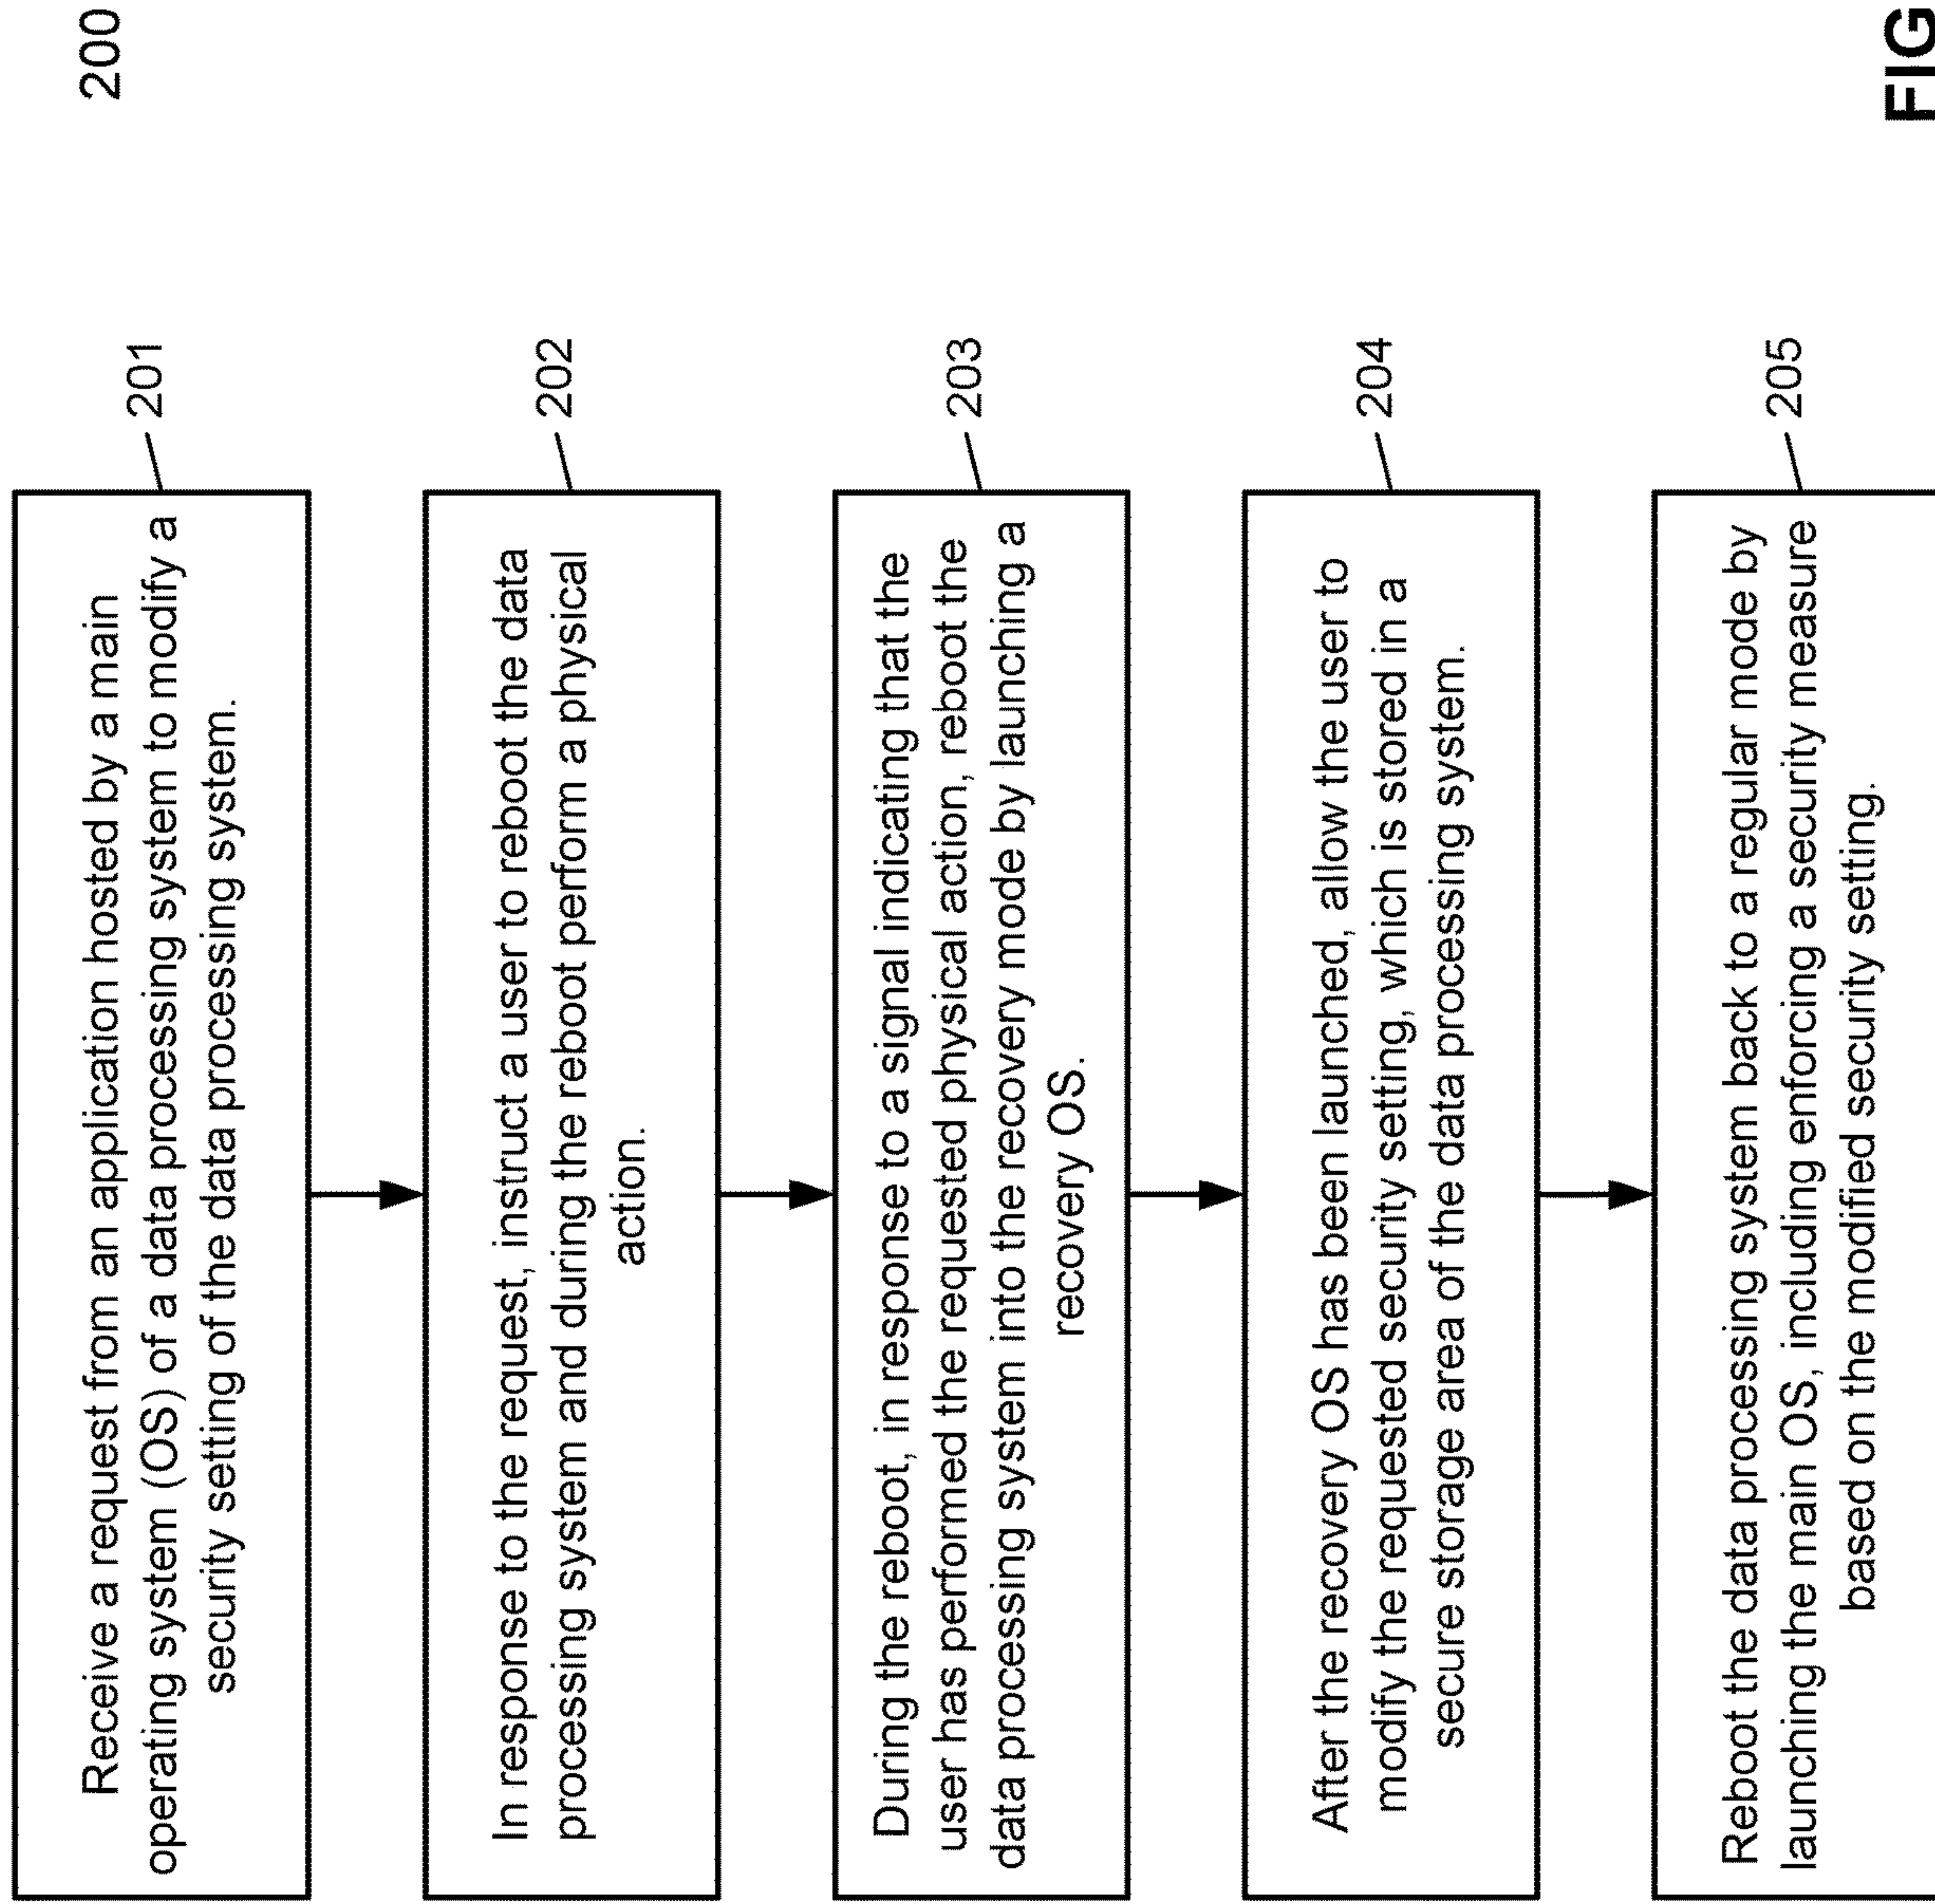 200
201
Receive a request from an application hosted by a main
operating system (OS) of a data processing system to modify a
security setting of the data processing system.
202
In response to the request, instruct a user to reboot the data
processing system and during the reboot perform a physical
action.
203
During the reboot, in response to a signal indicating that the
user has performed the requested physical action, reboot the
data processing system into the recovery mode by launching a
recovery OS.
204
After the recovery OS has been launched, allow the user to
modify the requested security setting, which is stored in a
secure storage area of the data processing system.
205
Reboot the data processing system back to a regular mode by
launching the main OS, including enforcing a security measure
based on the modified security setting.
FIG